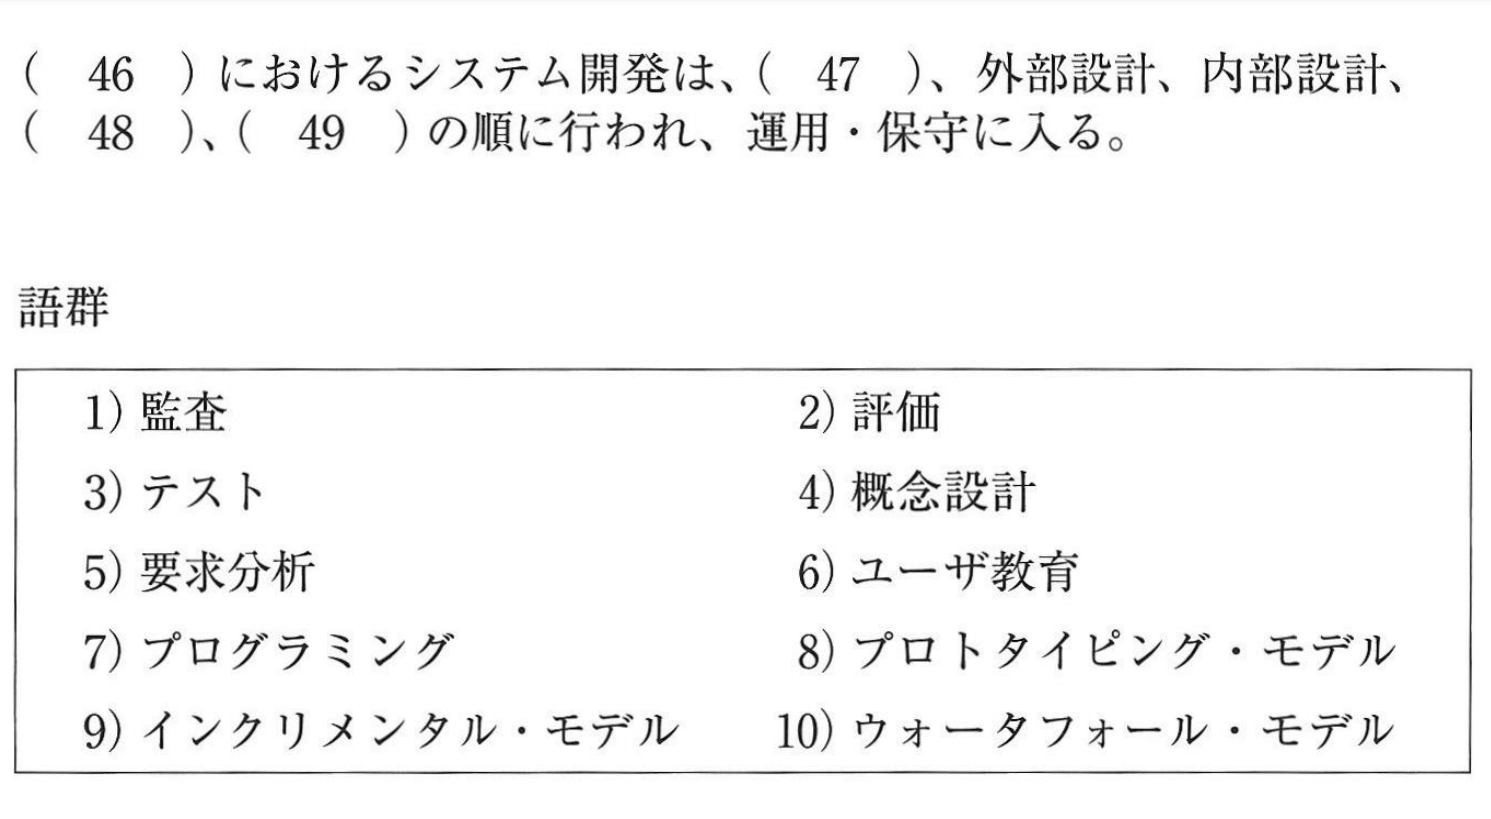 ( 46 )におけるシステム開発は、( 47 )、外部設計、内部設計、
( 48 )、( 49 )の順に行われ、運用・保守に入る。
語群
1) 監査 2) 評価
3) テスト 4) 概念設計
5) 要求分析 6) ユーザ教育
7) プログラミング 8) プロトタイピング・モデル
9) インクリメンタル・モデル 10) ウォータフォール・モデル